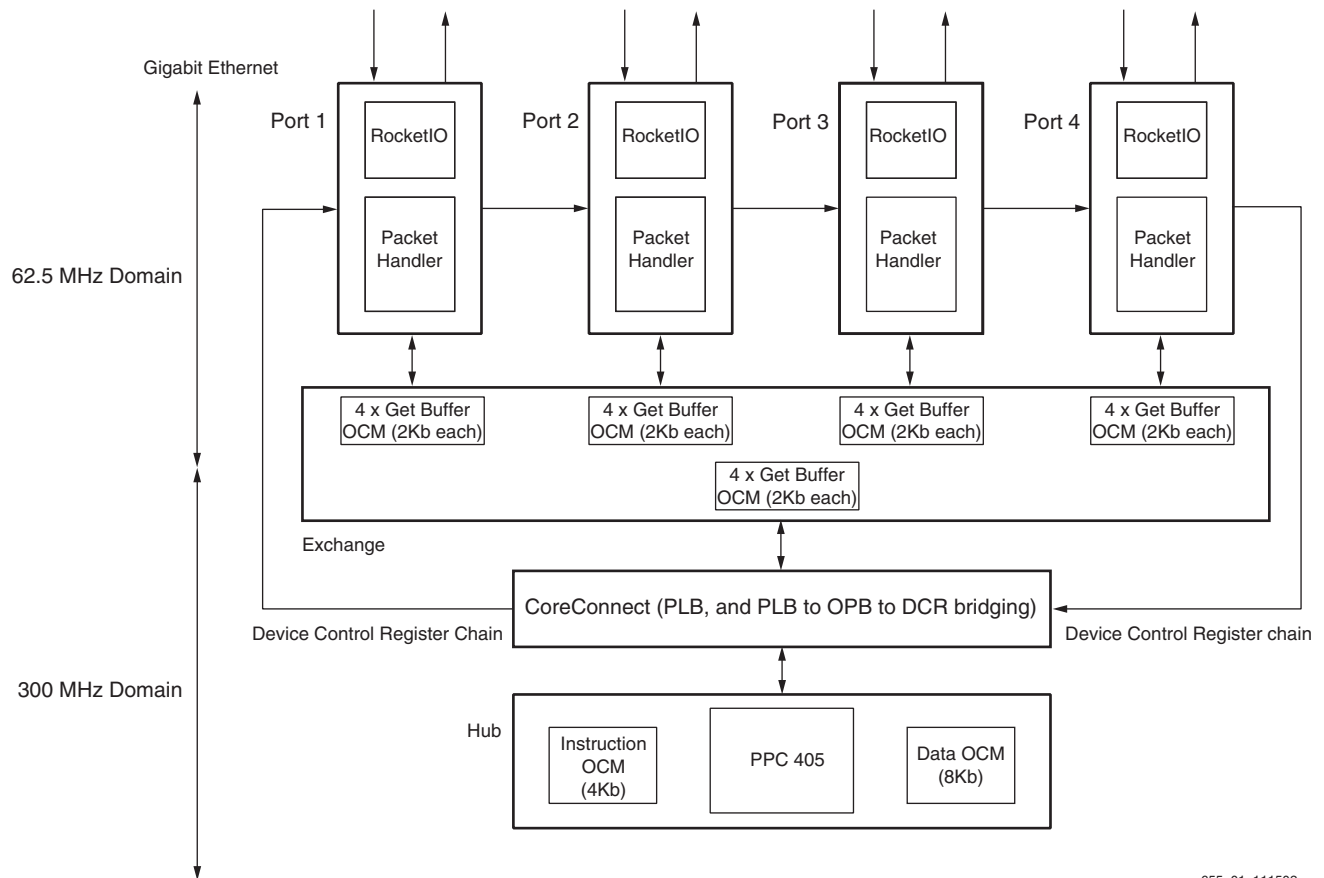 Gigabit Ethernet
Port 1
RocketIO
Packet
Handler
Port 2
RocketIO
Packet
Handler
Port 3
RocketIO
Packet
Handler
Port 4
RocketIO
Packet
Handler
62.5 MHz Domain
4 x Get Buffer
OCM (2Kb each)
4 x Get Buffer
OCM (2Kb each)
4 x Get Buffer
OCM (2Kb each)
4 x Get Buffer
OCM (2Kb each)
4 x Get Buffer
OCM (2Kb each)
Exchange
CoreConnect (PLB, and PLB to OPB to DCR bridging)
Device Control Register Chain
Device Control Register chain
300 MHz Domain
Hub
Instruction
OCM
(4Kb)
PPC 405
Data OCM
(8Kb)